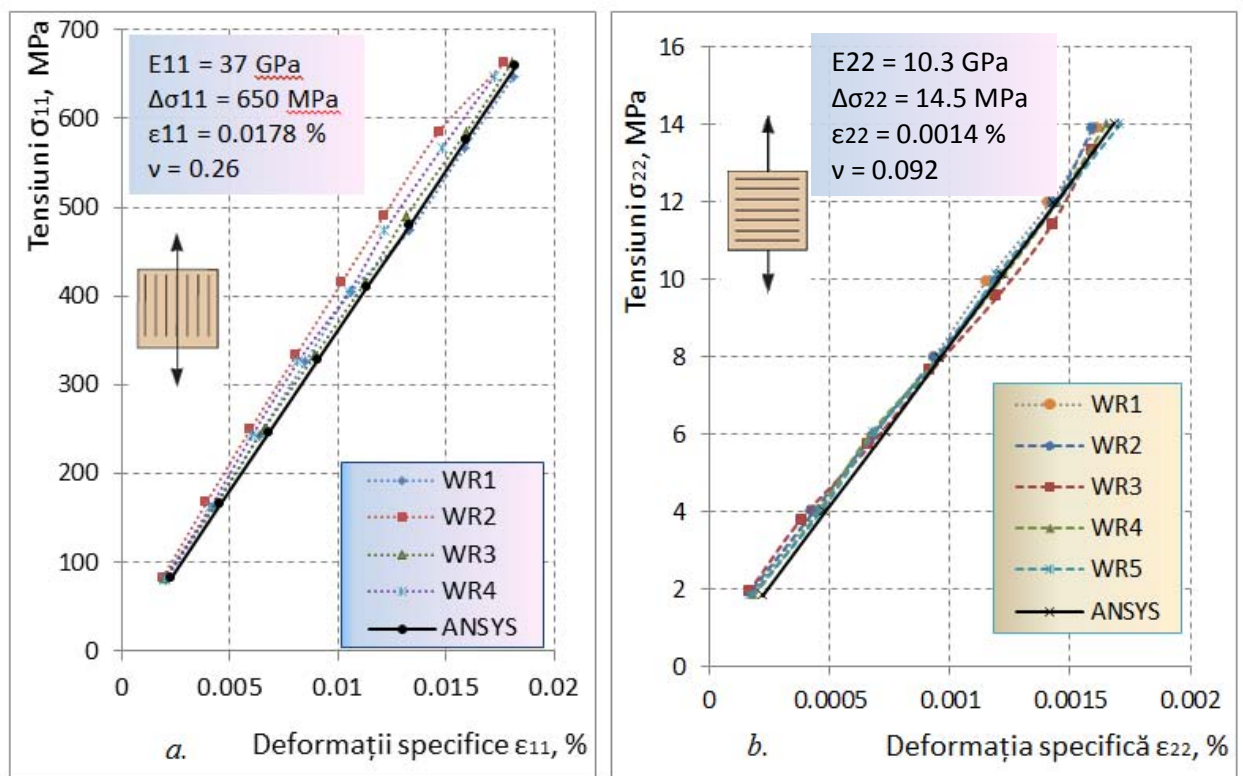 700
600
500
400
300
200
100
0
Tensiuni σ11, MPa
E11 = 37 GPa
Δσ11 = 650 MPa
ε11 = 0.0178 %
ν = 0.26
WR1
WR2
WR3
WR4
ANSYS
0 0.005 0.01 0.015 0.02
a. Deformații specifice ε11, %
16
14
12
10
8
6
4
2
0
Tensiuni σ22, MPa
E22 = 10.3 GPa
Δσ22 = 14.5 MPa
ε22 = 0.0014 %
ν = 0.092
WR1
WR2
WR3
WR4
WR5
ANSYS
0 0.0005 0.001 0.0015 0.002
b. Deformația specifică ε22, %